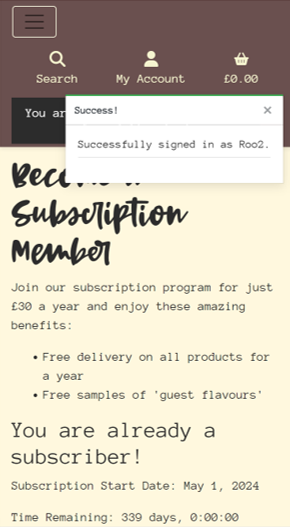 Search
My Account
£0.00
You ar
Success!
×
Successfully signed in as Roo2.
Become a
Subscription
Member
Join our subscription program for just
£30 a year and enjoy these amazing
benefits:
• Free delivery on all products for
a year
• Free samples of 'guest flavours'
You are already a
subscriber!
Subscription Start Date: May 1, 2024
Time Remaining: 339 days, 0:00:00